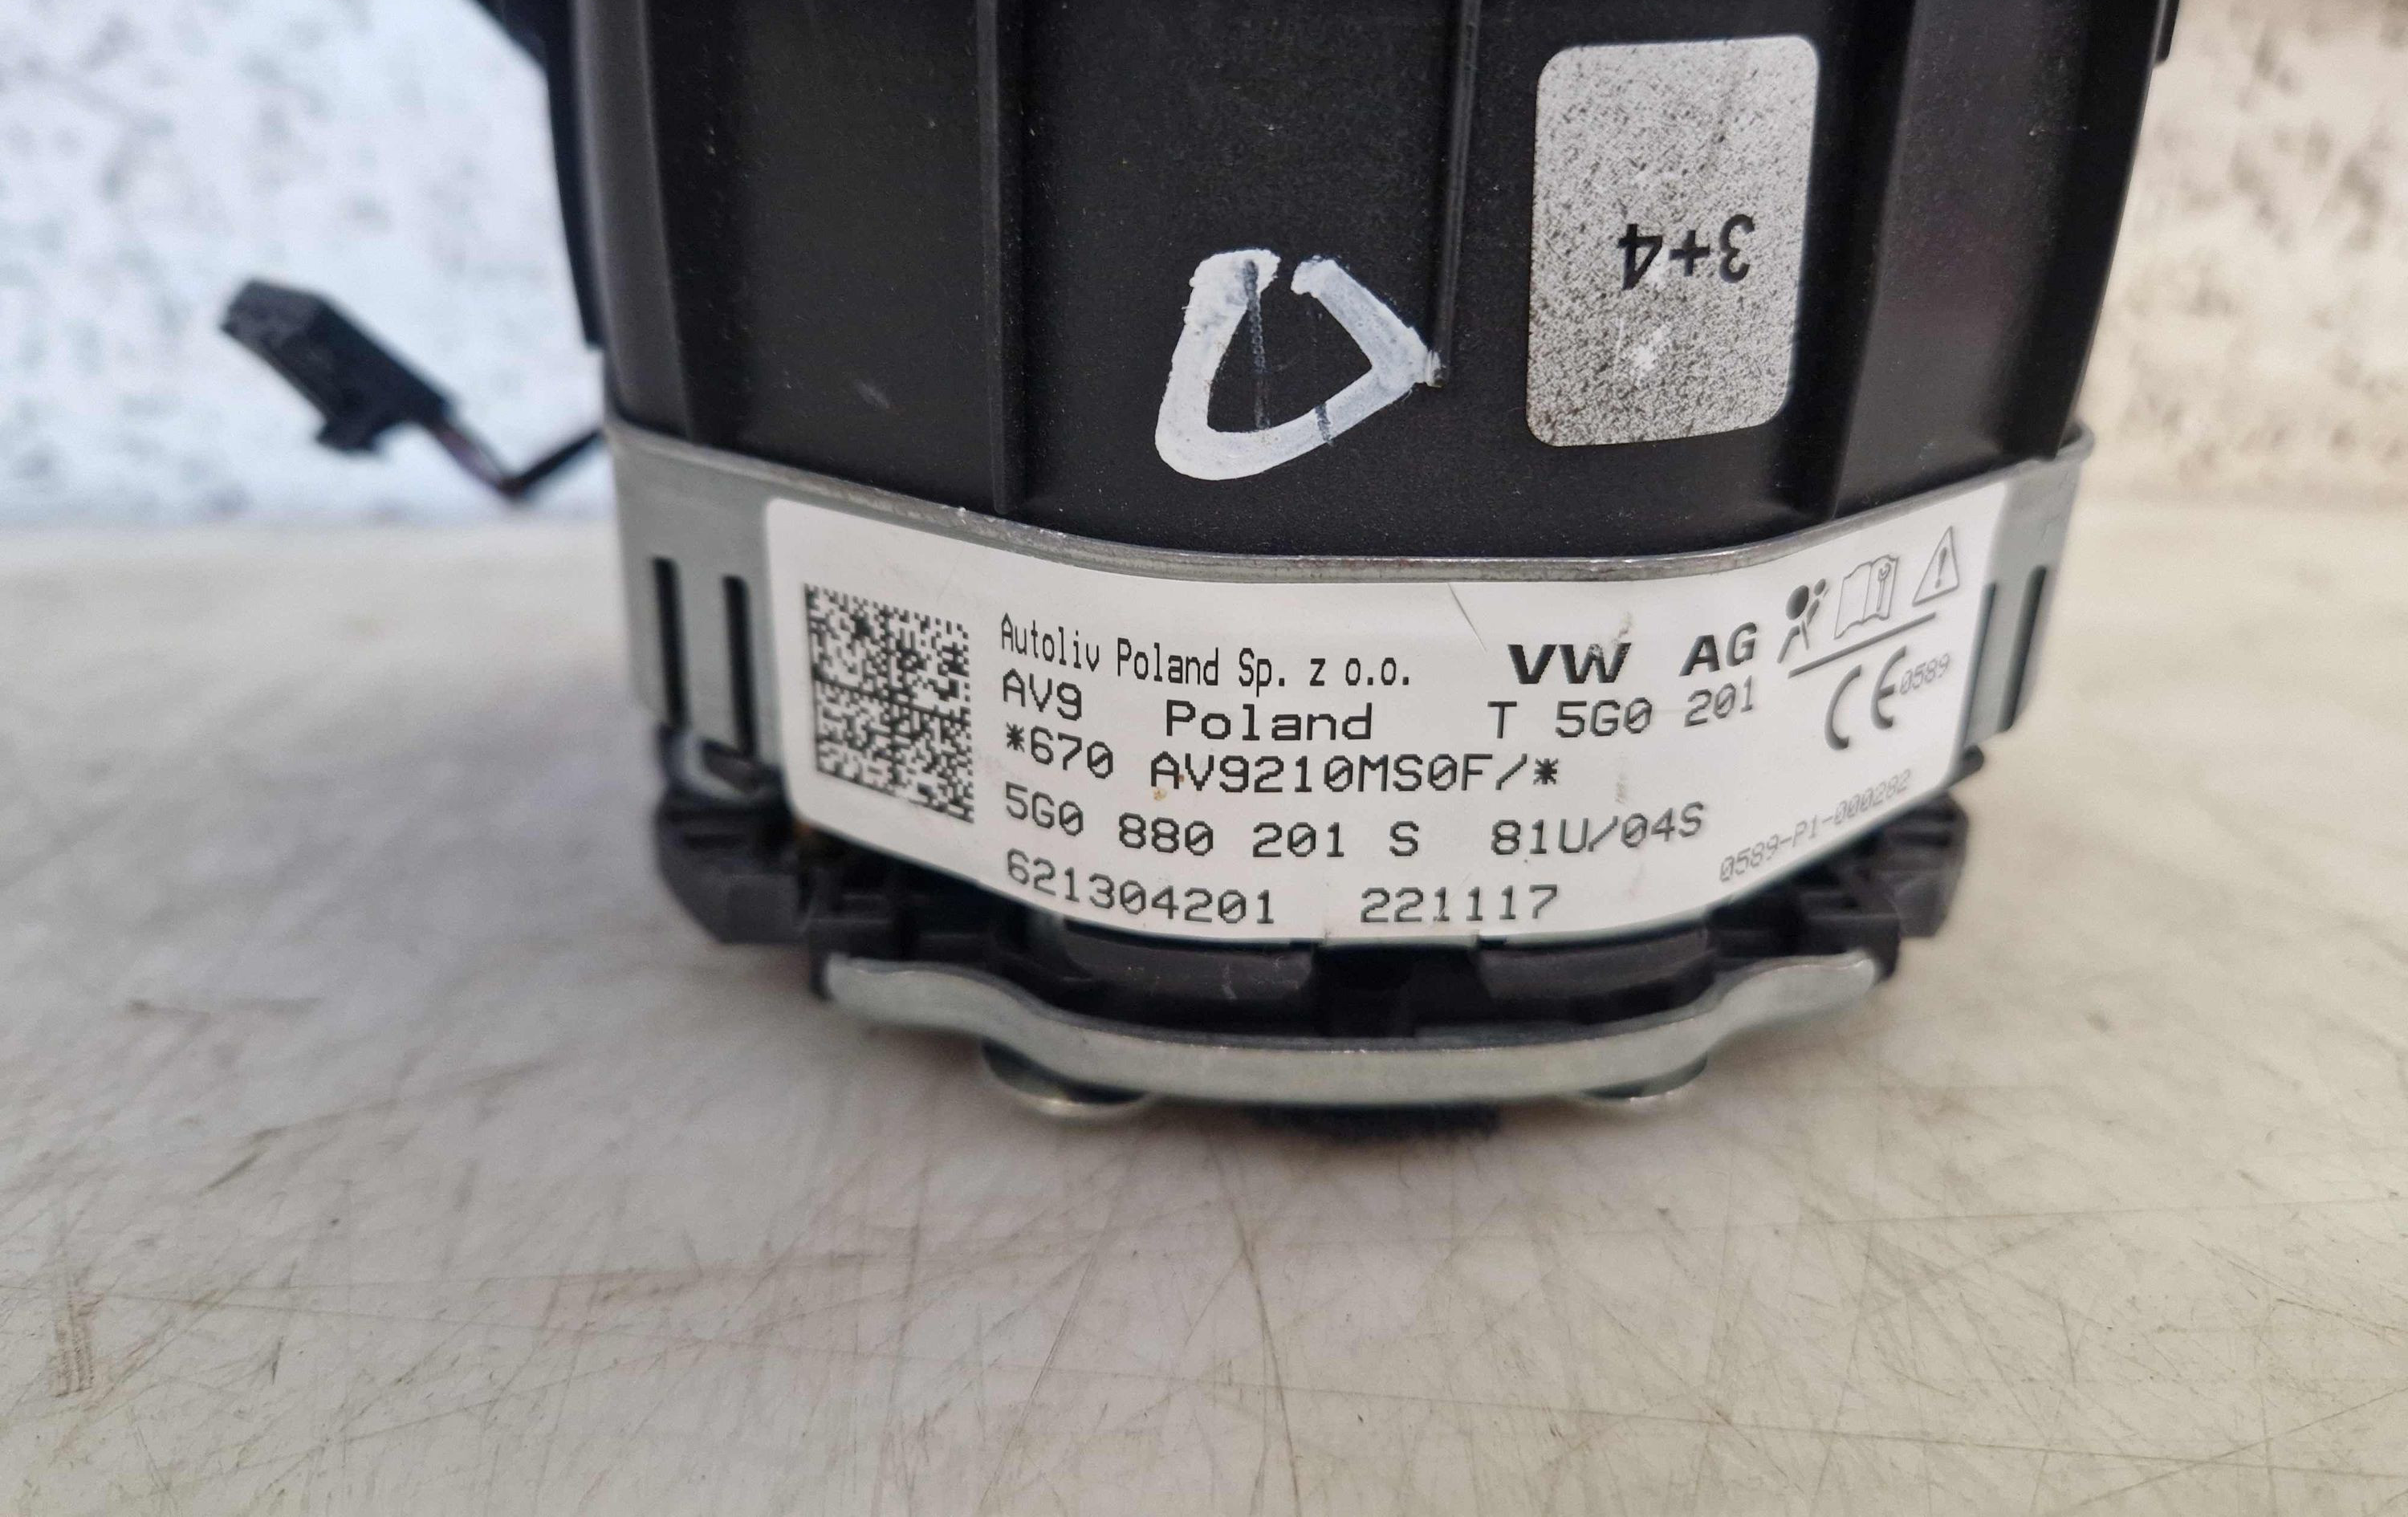 3+4
Autoliv Poland Sp. z o.o. VW AG
AV9 Poland T 5G0 201
*670 AV9210MS0F/*
5G0 880 201 S 81U/04S
621304201 221117
CE 0589
0589-P1-000282